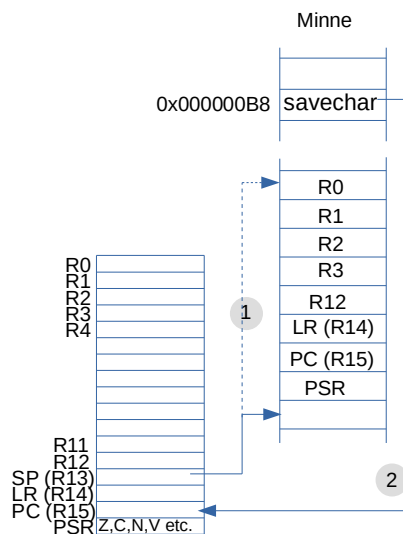 Minne
0x000000B8 savechar
R0
R1
R2
R3
R12
LR (R14)
PC (R15)
PSR
1
R0
R1
R2
R3
R4
R11
R12
SP (R13)
LR (R14)
PC (R15)
PSR Z,C,N,V etc.
2